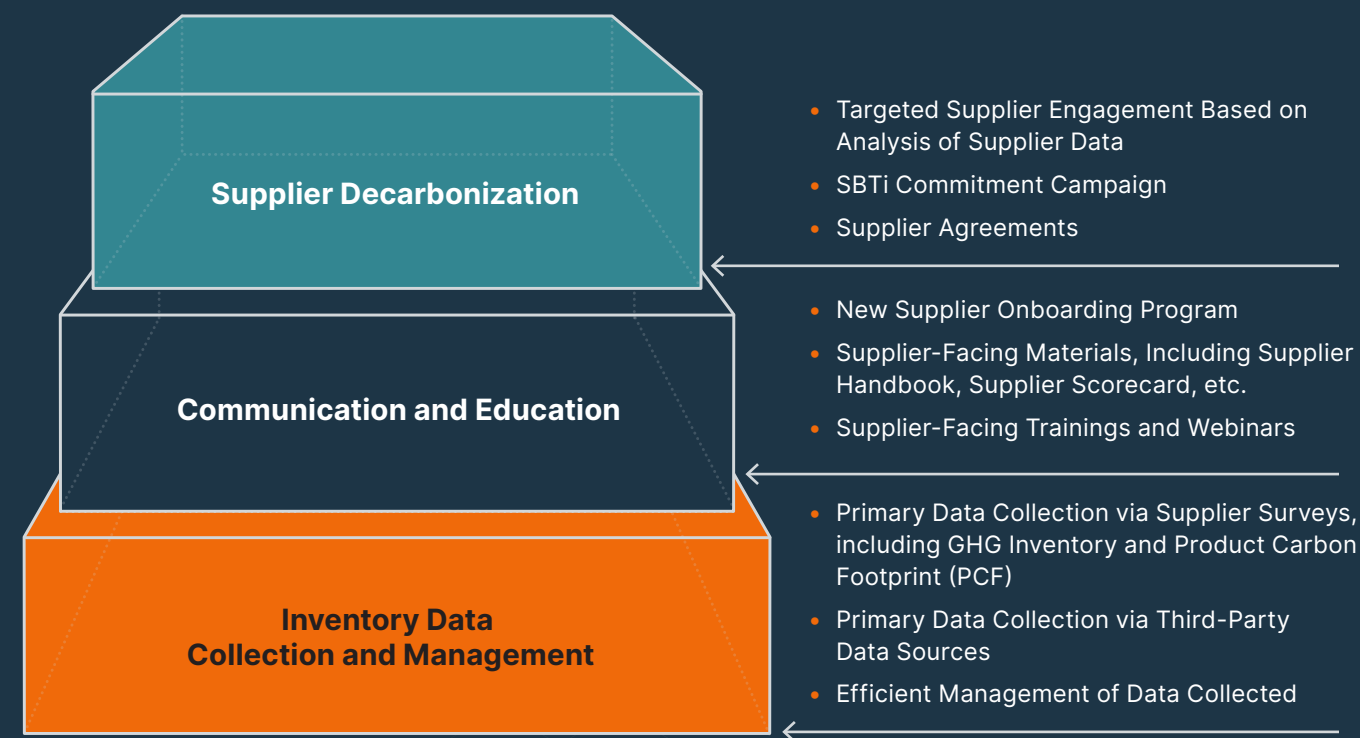 Supplier Decarbonization
• Targeted Supplier Engagement Based on
Analysis of Supplier Data
• SBTi Commitment Campaign
• Supplier Agreements
Communication and Education
• New Supplier Onboarding Program
• Supplier-Facing Materials, Including Supplier
Handbook, Supplier Scorecard, etc.
• Supplier-Facing Trainings and Webinars
Inventory Data
Collection and Management
• Primary Data Collection via Supplier Surveys,
including GHG Inventory and Product Carbon
Footprint (PCF)
• Primary Data Collection via Third-Party
Data Sources
• Efficient Management of Data Collected